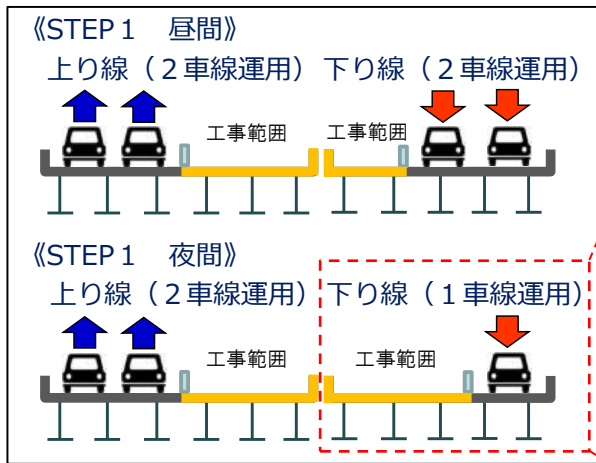 《STEP1 昼間》
上り線（２車線運用） 下り線（２車線運用）
工事範囲 工事範囲
《STEP1 夜間》
上り線（２車線運用） 下り線（１車線運用）
工事範囲 工事範囲